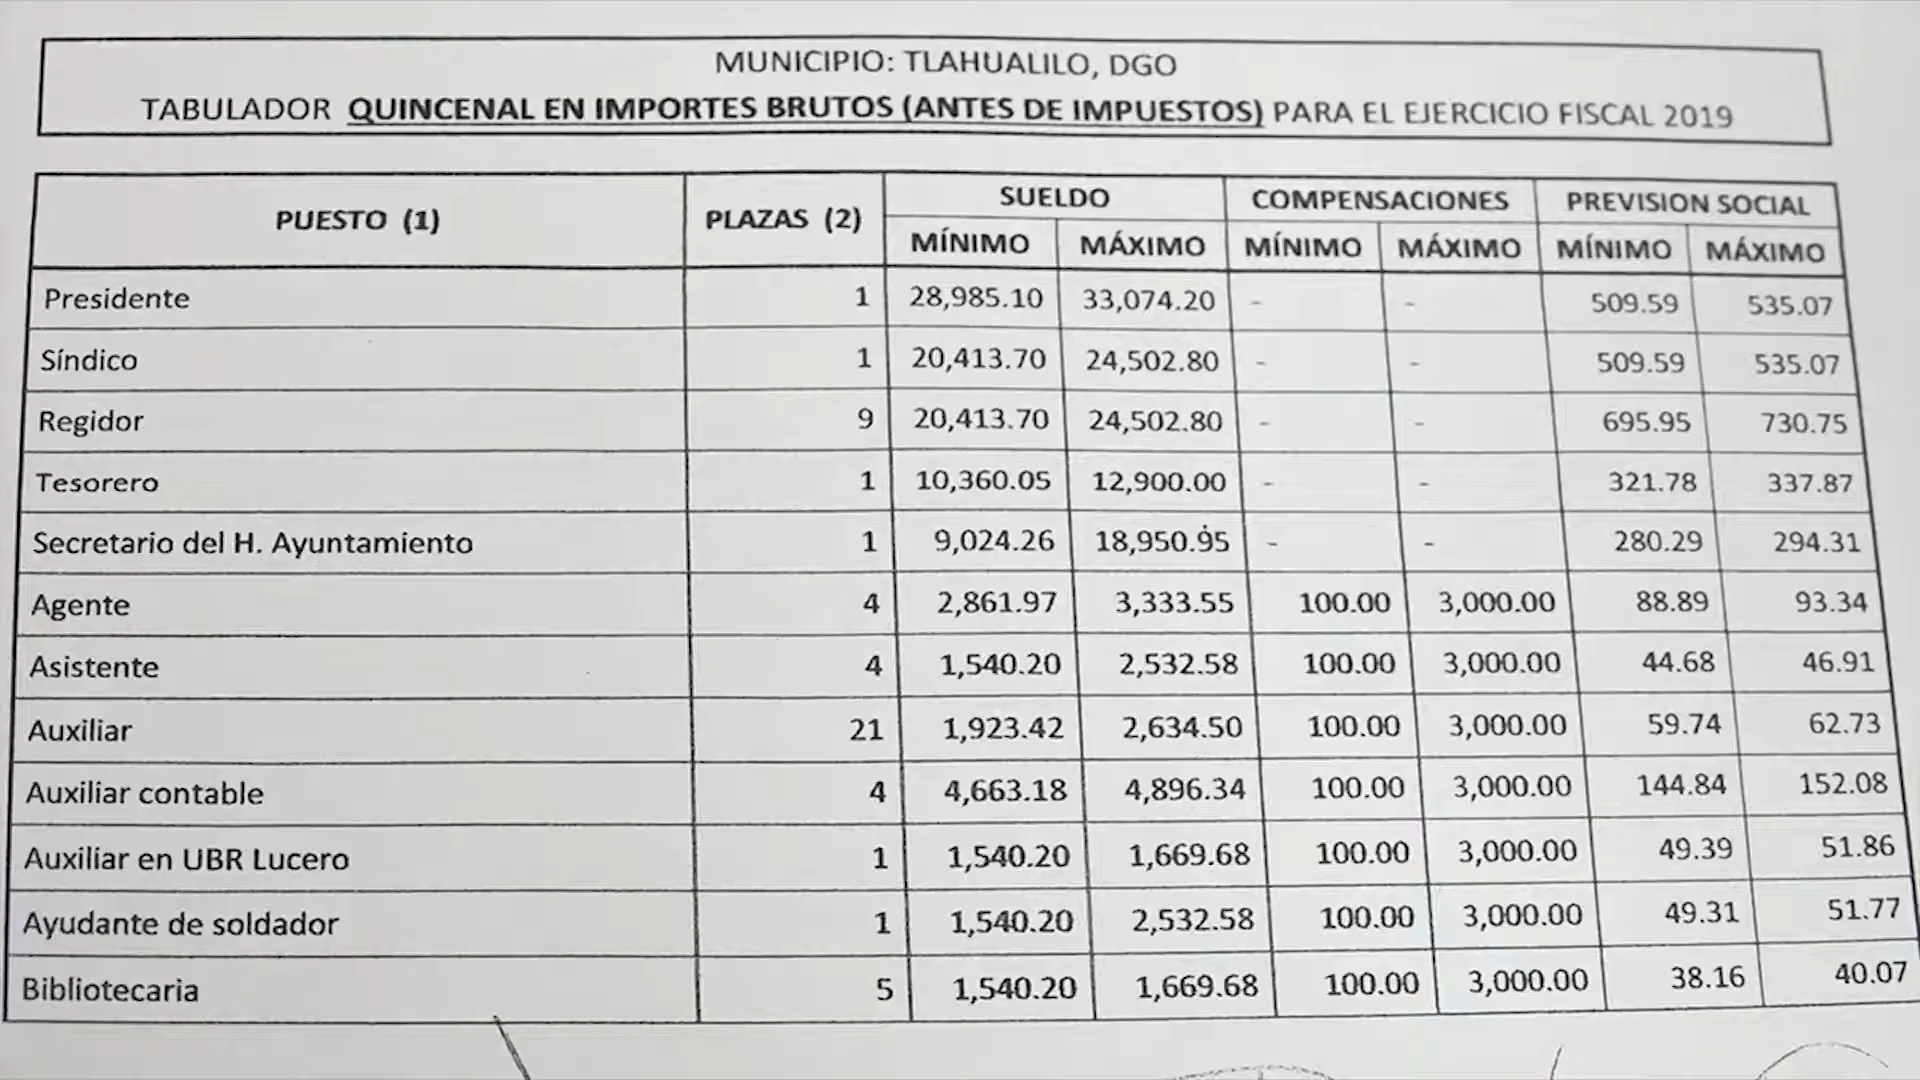 MUNICIPIO: TLAHUALILO, DGO
TABULADOR QUINCENAL EN IMPORTES BRUTOS (ANTES DE IMPUESTOS) PARA EL EJERCICIO FISCAL 2019
PUESTO (1) PLAZAS (2) SUELDO COMPENSACIONES PREVISION SOCIAL
MÍNIMO MÁXIMO MÍNIMO MÁXIMO MÍNIMO MÁXIMO
Presidente 1 28,985.10 33,074.20 - - 509.59 535.07
Síndico 1 20,413.70 24,502.80 - - 509.59 535.07
Regidor 9 20,413.70 24,502.80 - - 695.95 730.75
Tesorero 1 10,360.05 12,900.00 - - 321.78 337.87
Secretario del H. Ayuntamiento 1 9,024.26 18,950.95 - - 280.29 294.31
Agente 4 2,861.97 3,333.55 100.00 3,000.00 88.89 93.34
Asistente 4 1,540.20 2,532.58 100.00 3,000.00 44.68 46.91
Auxiliar 21 1,923.42 2,634.50 100.00 3,000.00 59.74 62.73
Auxiliar contable 4 4,663.18 4,896.34 100.00 3,000.00 144.84 152.08
Auxiliar en UBR Lucero 1 1,540.20 1,669.68 100.00 3,000.00 49.39 51.86
Ayudante de soldador 1 1,540.20 2,532.58 100.00 3,000.00 49.31 51.77
Bibliotecaria 5 1,540.20 1,669.68 100.00 3,000.00 38.16 40.07